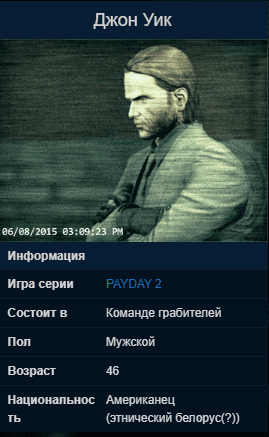 Джон Уик
06/08/2015 03:09:23 PM
Информация
Игра серии PAYDAY 2
Состоит в Команде грабителей
Пол Мужской
Возраст 46
Национальнос Американец
ть (этнический белорус(?))